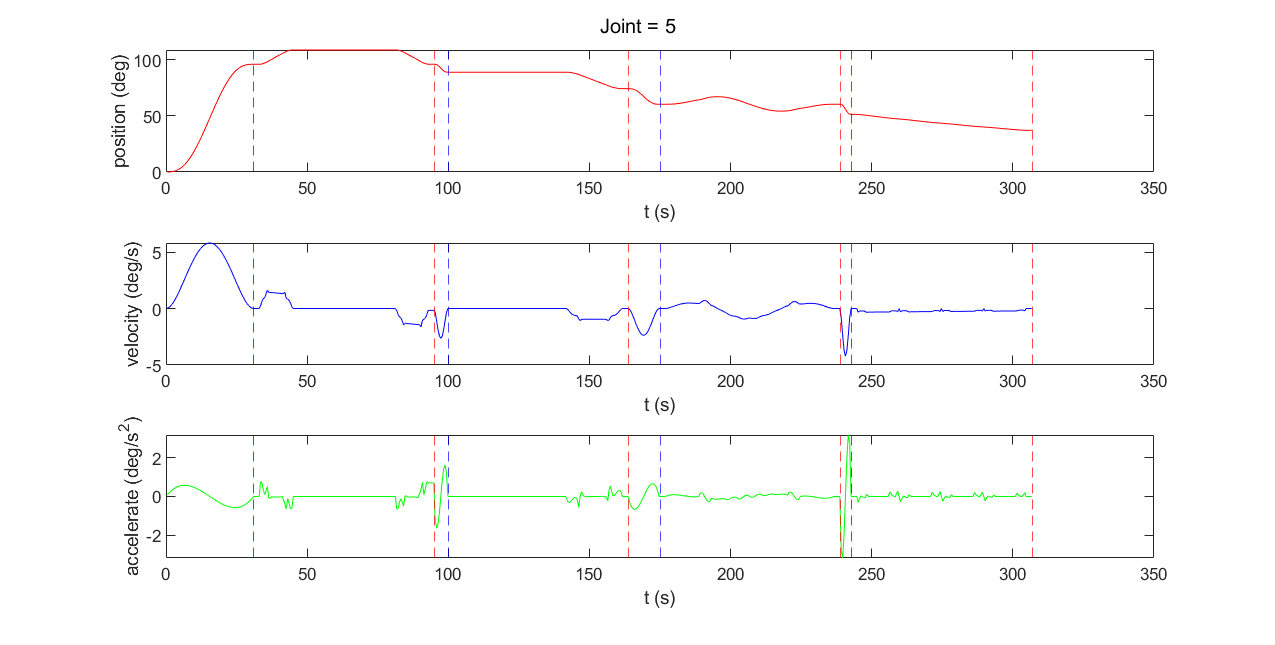 Joint = 5
position (deg)
100
50
0
0 50 100 150 200 250 300 350
t (s)
velocity (deg/s)
5
0
-5
0 50 100 150 200 250 300 350
t (s)
accelerate (deg/s²)
2
0
-2
0 50 100 150 200 250 300 350
t (s)